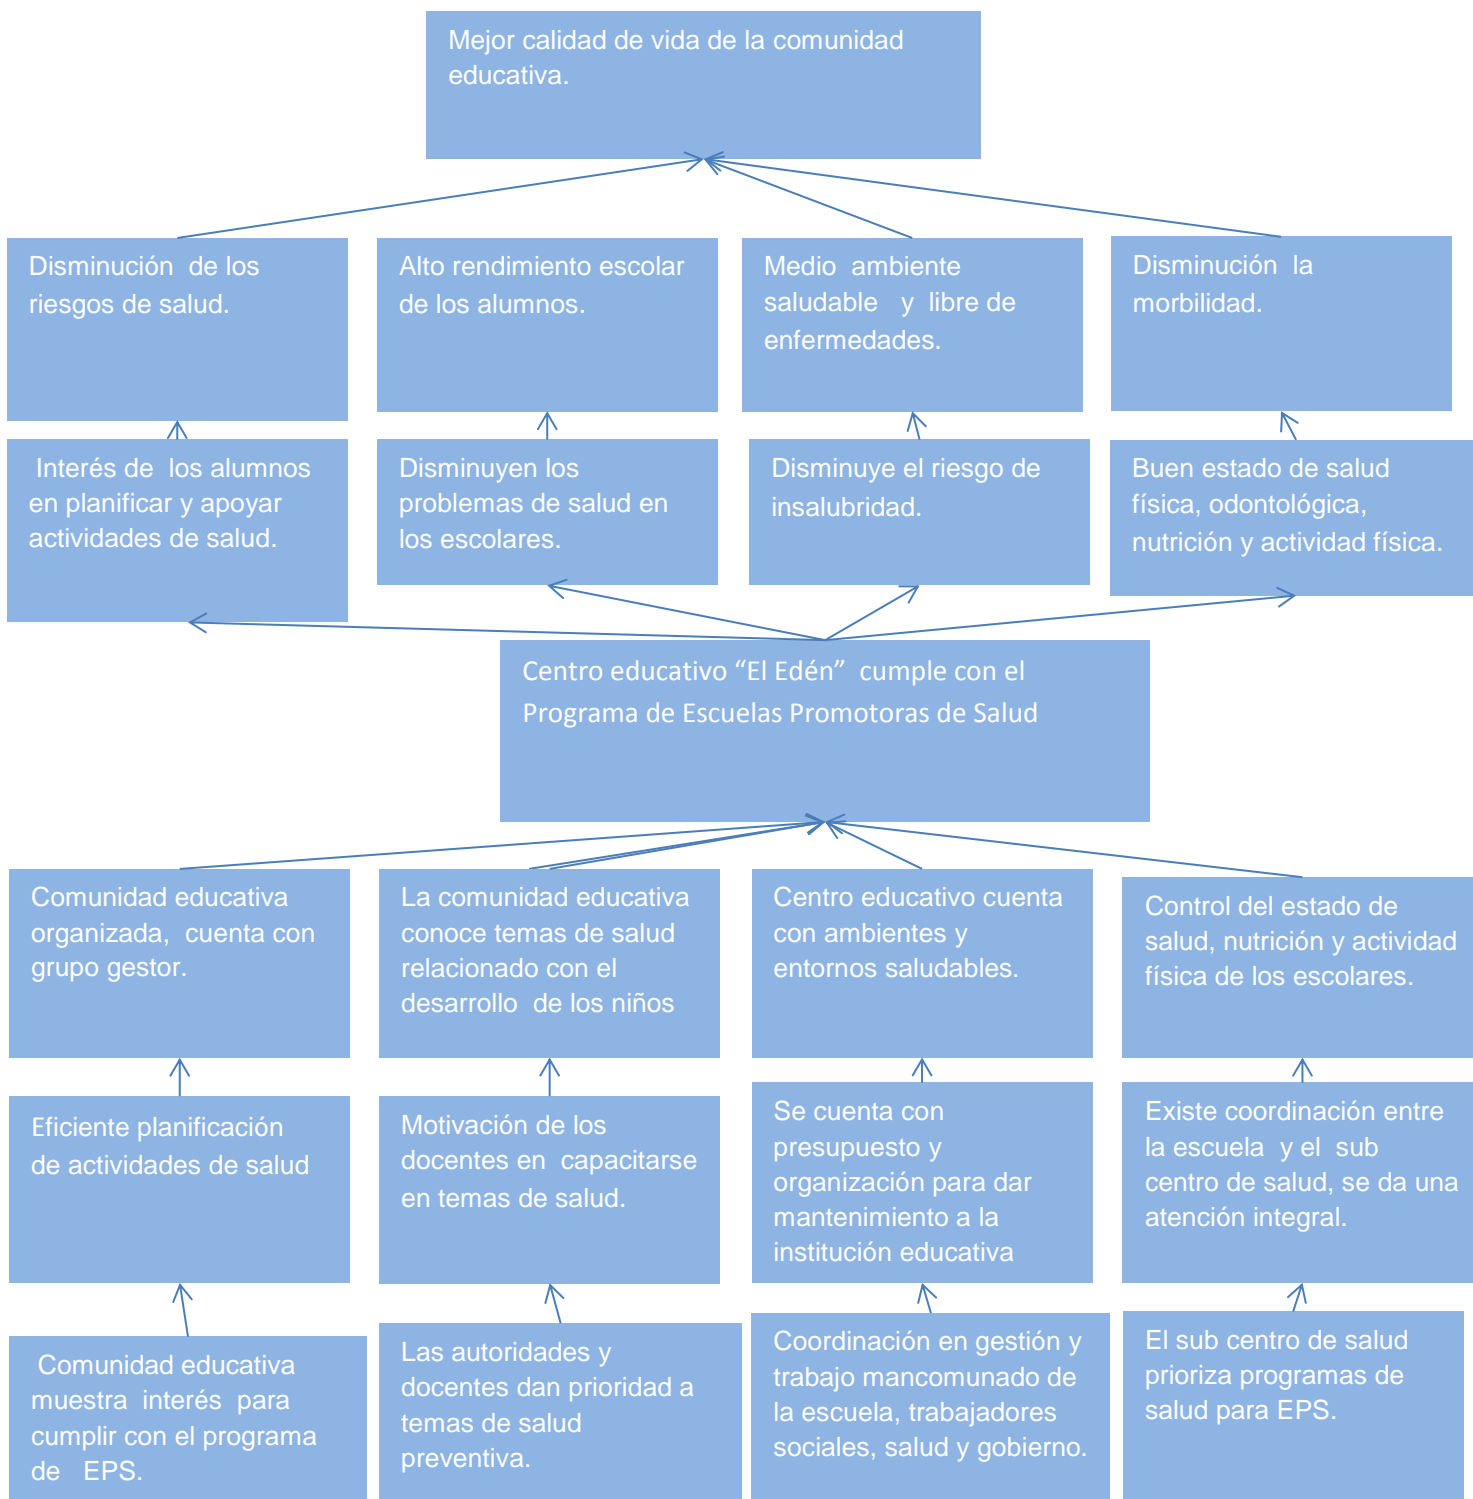 Mejor calidad de vida de la comunidad
educativa.
Disminución de los
riesgos de salud.
Alto rendimiento escolar
de los alumnos.
Medio ambiente
saludable y libre de
enfermedades.
Disminución la
morbilidad.
Interés de los alumnos
en planificar y apoyar
actividades de salud.
Disminuyen los
problemas de salud en
los escolares.
Disminuye el riesgo de
insalubridad.
Buen estado de salud
física, odontológica,
nutrición y actividad física.
Centro educativo “El Edén” cumple con el
Programa de Escuelas Promotoras de Salud
Comunidad educativa
organizada, cuenta con
grupo gestor.
La comunidad educativa
conoce temas de salud
relacionado con el
desarrollo de los niños
Centro educativo cuenta
con ambientes y
entornos saludables.
Control del estado de
salud, nutrición y actividad
física de los escolares.
Eficiente planificación
de actividades de salud
Motivación de los
docentes en capacitarse
en temas de salud.
Se cuenta con
presupuesto y
organización para dar
mantenimiento a la
institución educativa
Existe coordinación entre
la escuela y el sub
centro de salud, se da una
atención integral.
Comunidad educativa
muestra interés para
cumplir con el programa
de EPS.
Las autoridades y
docentes dan prioridad a
temas de salud
preventiva.
Coordinación en gestión y
trabajo mancomunado de
la escuela, trabajadores
sociales, salud y gobierno.
El sub centro de salud
prioriza programas de
salud para EPS.